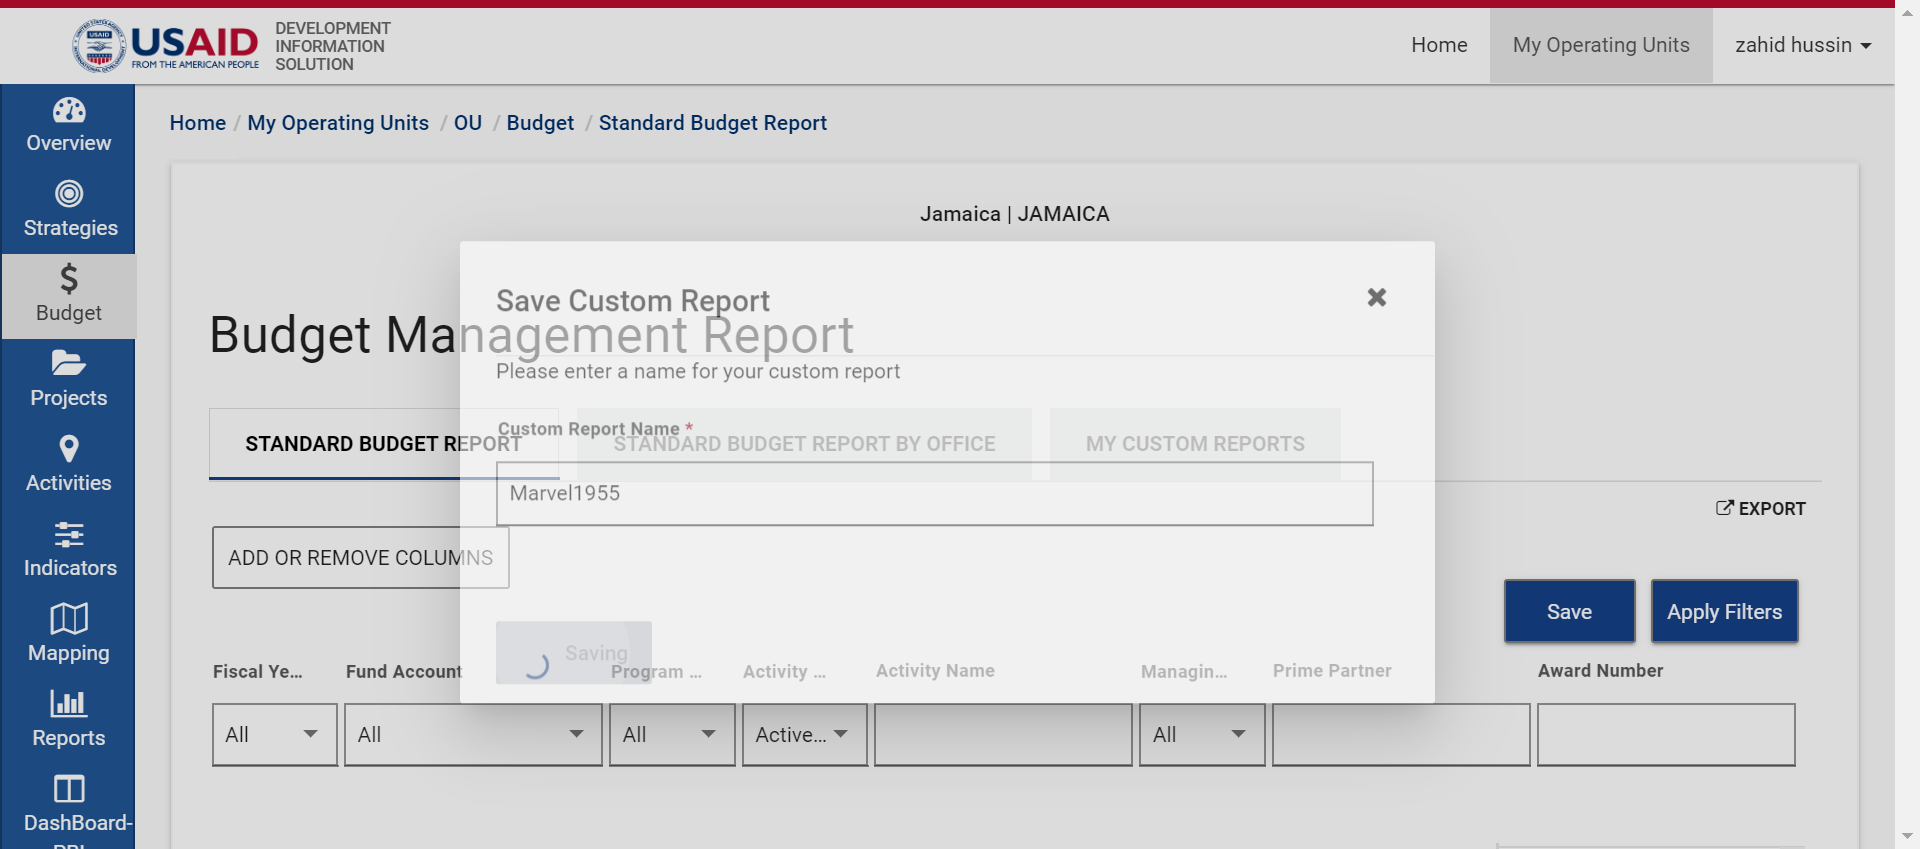 USAID
FROM THE AMERICAN PEOPLE
DEVELOPMENT
INFORMATION
SOLUTION
Home
My Operating Units
zahid hussin
Overview
Strategies
Budget
Projects
Activities
Indicators
Mapping
Reports
DashBoard-
Home / My Operating Units / OU / Budget / Standard Budget Report
Jamaica | JAMAICA
Budget Management Report
STANDARD BUDGET REPORT
STANDARD BUDGET REPORT BY OFFICE
MY CUSTOM REPORTS
EXPORT
ADD OR REMOVE COLUMNS
Save
Apply Filters
Fiscal Ye...
Fund Account
Program ...
Activity ...
Activity Name
Managin...
Prime Partner
Award Number
All
All
All
Active...
All
Save Custom Report
Please enter a name for your custom report
Custom Report Name *
Marvel1955
Saving